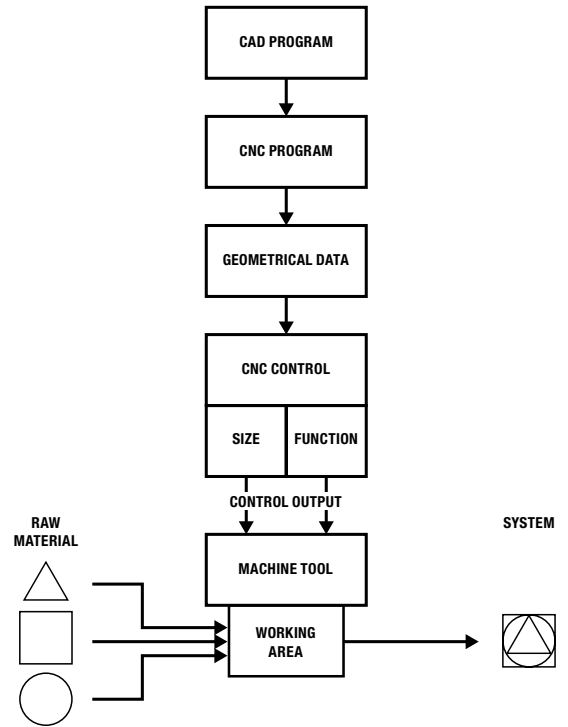 CAD PROGRAM
CNC PROGRAM
GEOMETRICAL DATA
CNC CONTROL
SIZE
FUNCTION
CONTROL OUTPUT
RAW
MATERIAL
SYSTEM
MACHINE TOOL
WORKING
AREA